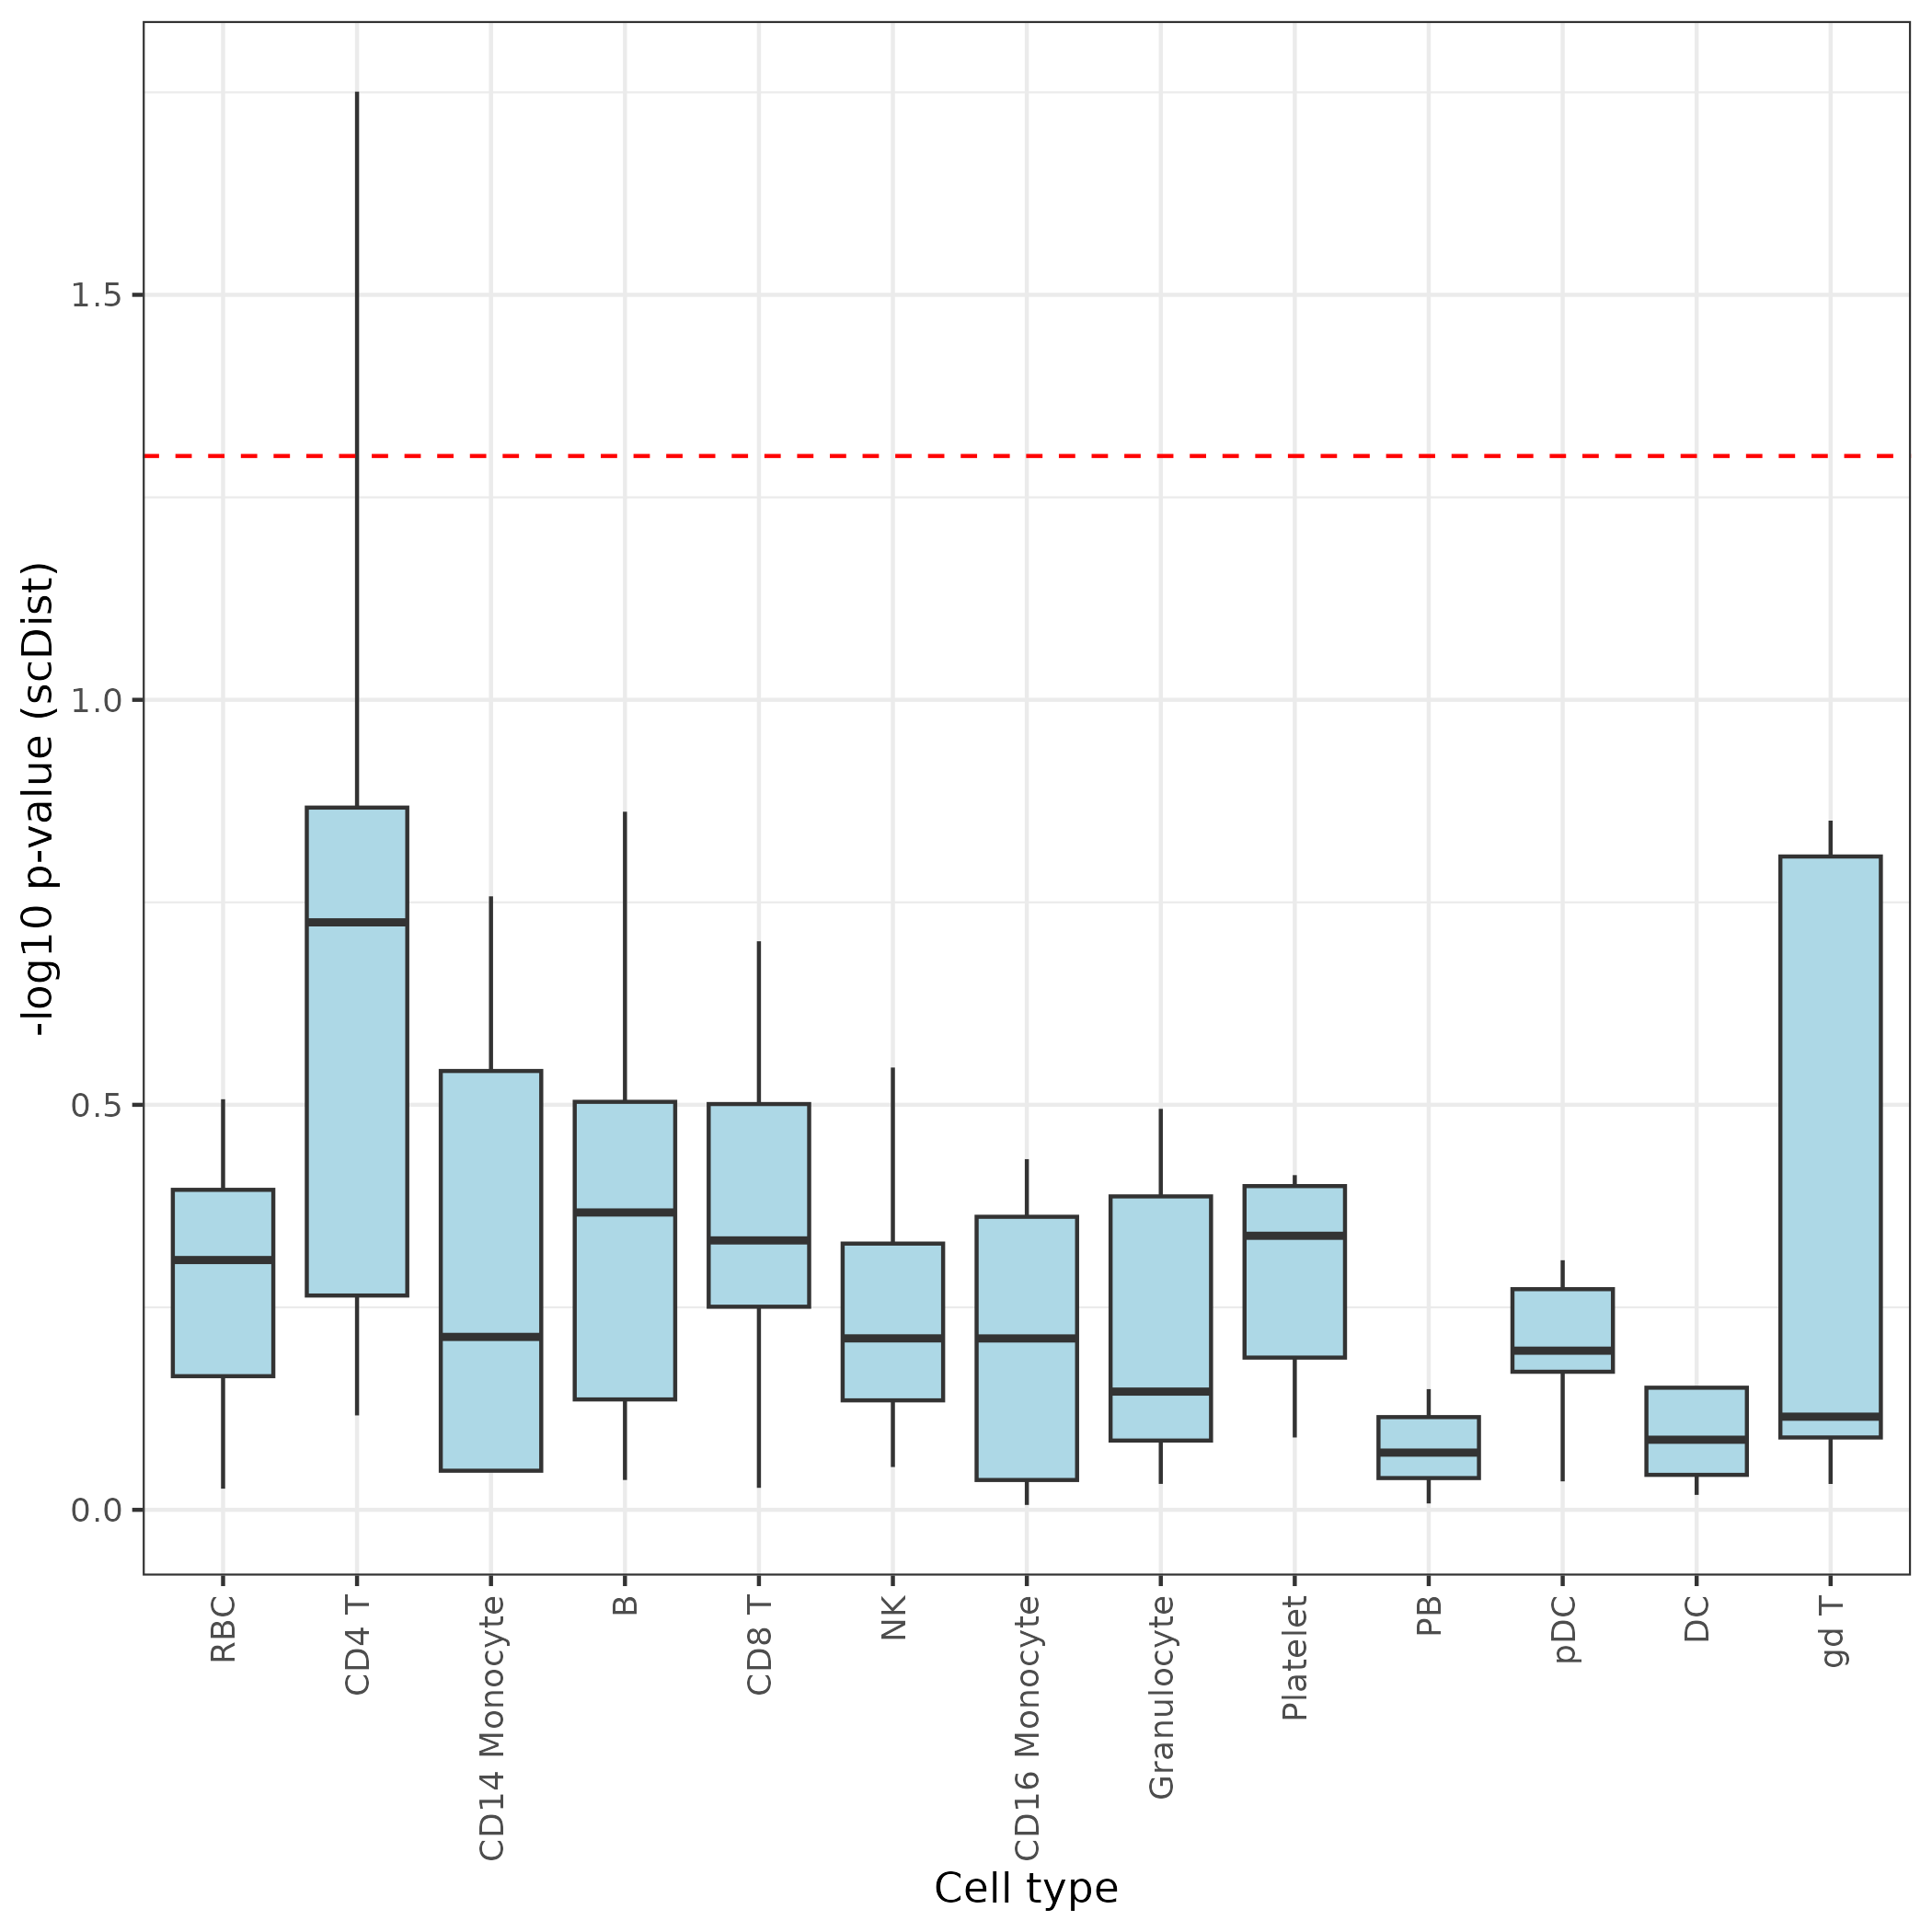 -log10 p-value (scDist)
1.5
1.0
0.5
0.0
RBC
CD4 T
CD14 Monocyte
B
CD8 T
NK
CD16 Monocyte
Granulocyte
Platelet
PB
pDC
DC
gd T
Cell type